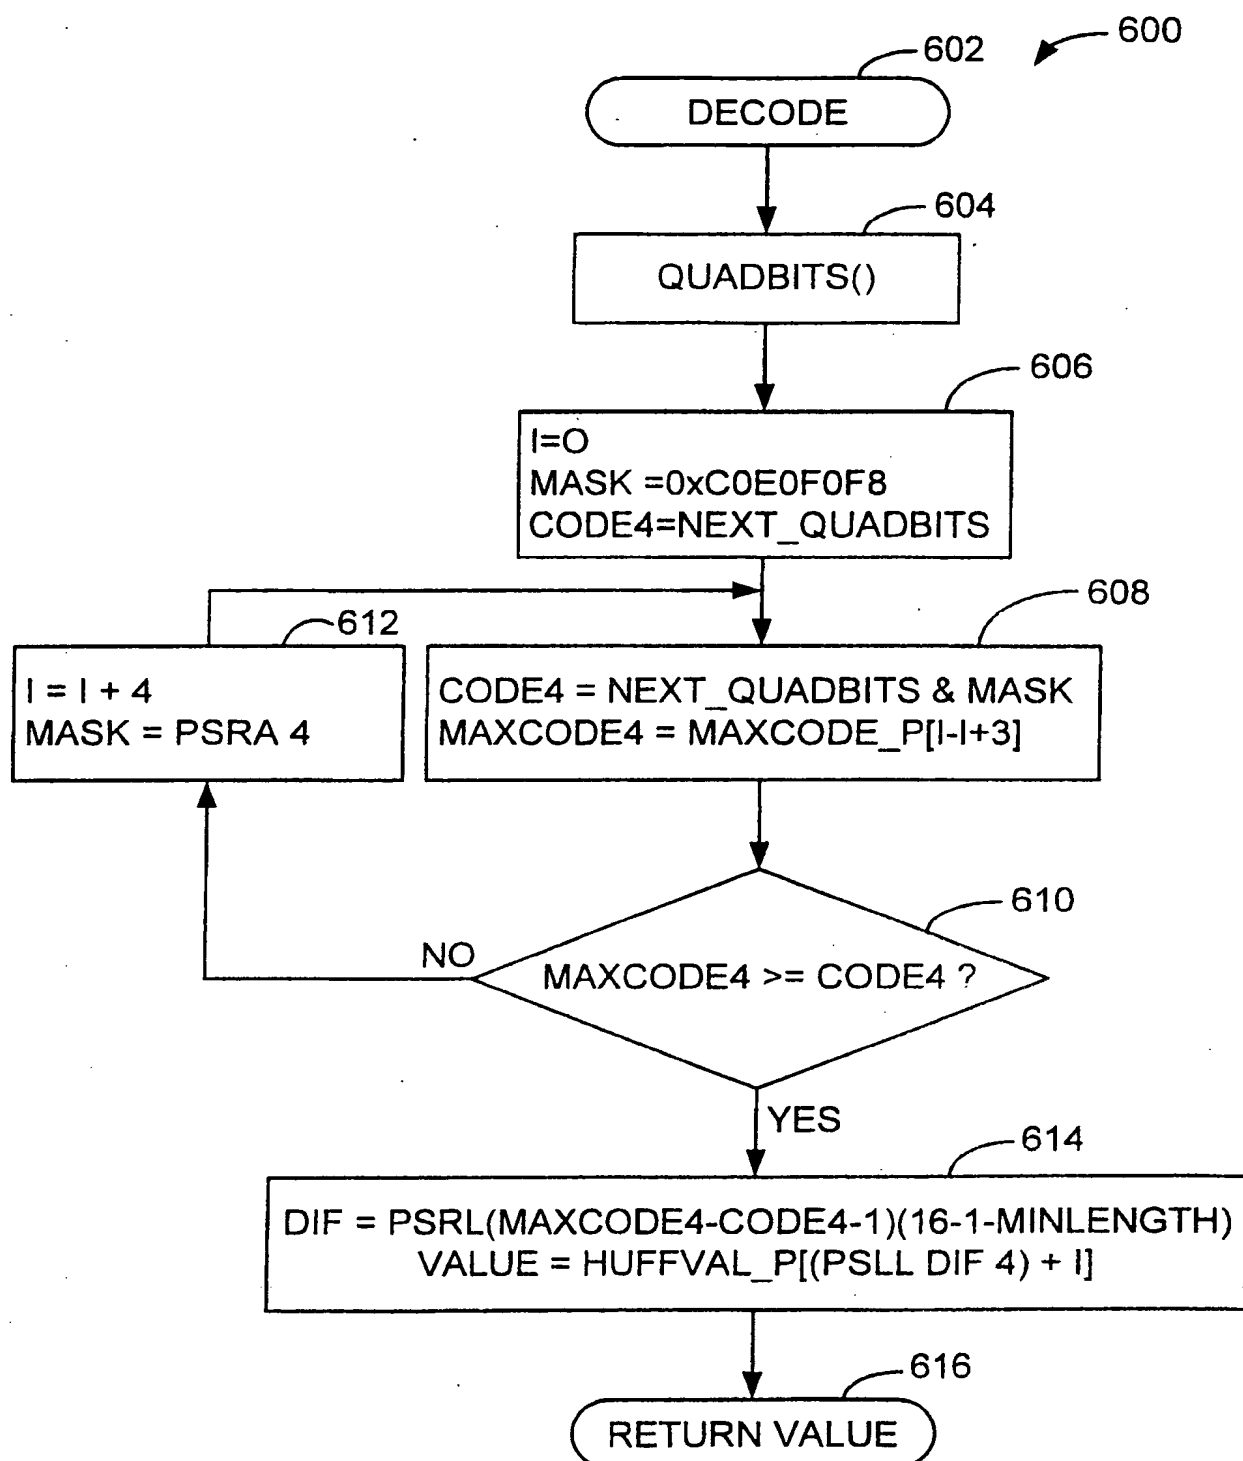 600
602
DECODE
604
QUADBITS()
606
I=O
MASK =0xC0E0F0F8
CODE4=NEXT_QUADBITS
608
612
I = I + 4
MASK = PSRA 4
CODE4 = NEXT_QUADBITS & MASK
MAXCODE4 = MAXCODE_P[I-I+3]
610
NO
MAXCODE4 >= CODE4 ?
YES
614
DIF = PSRL(MAXCODE4-CODE4-1)(16-1-MINLENGTH)
VALUE = HUFFVAL_P[(PSLL DIF 4) + I]
616
RETURN VALUE